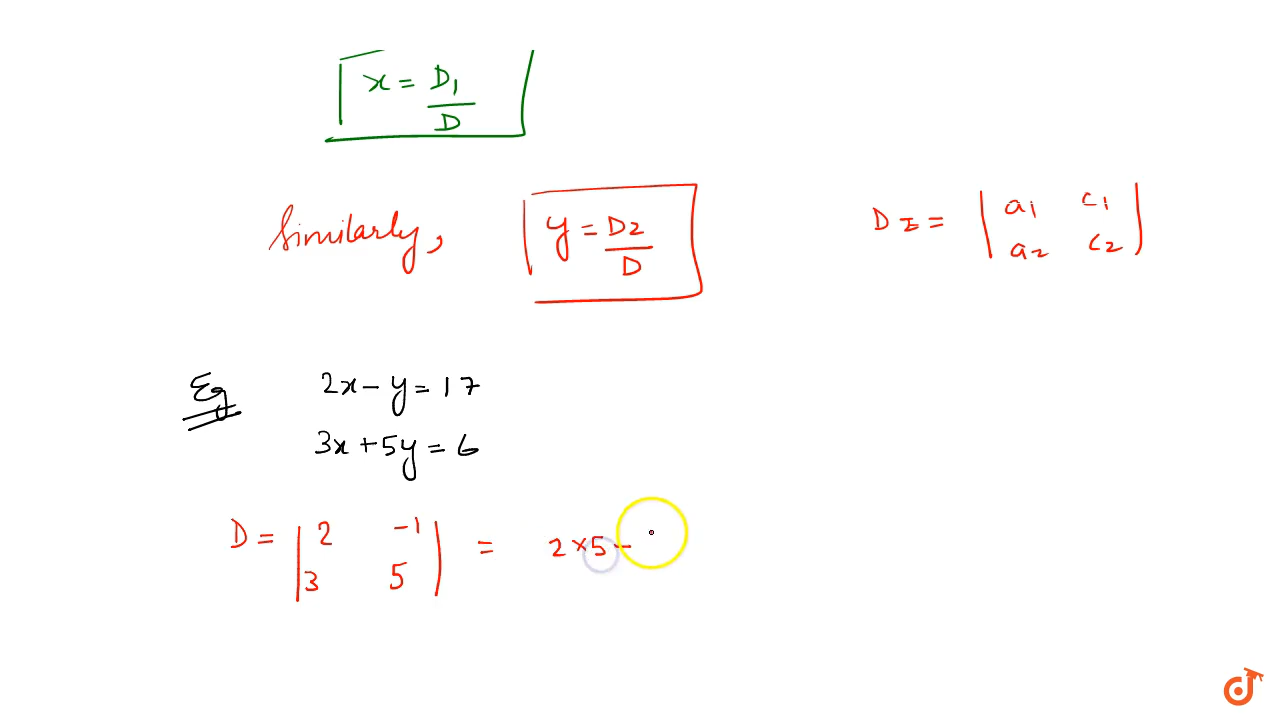 x = D1/D
Similarly, y = D2/D
D2 = | a1 c1 |
| a2 c2 |
Eg 2x - y = 17
3x + 5y = 6
D = | 2 -1 | = 2 × 5 -
| 3 5 |